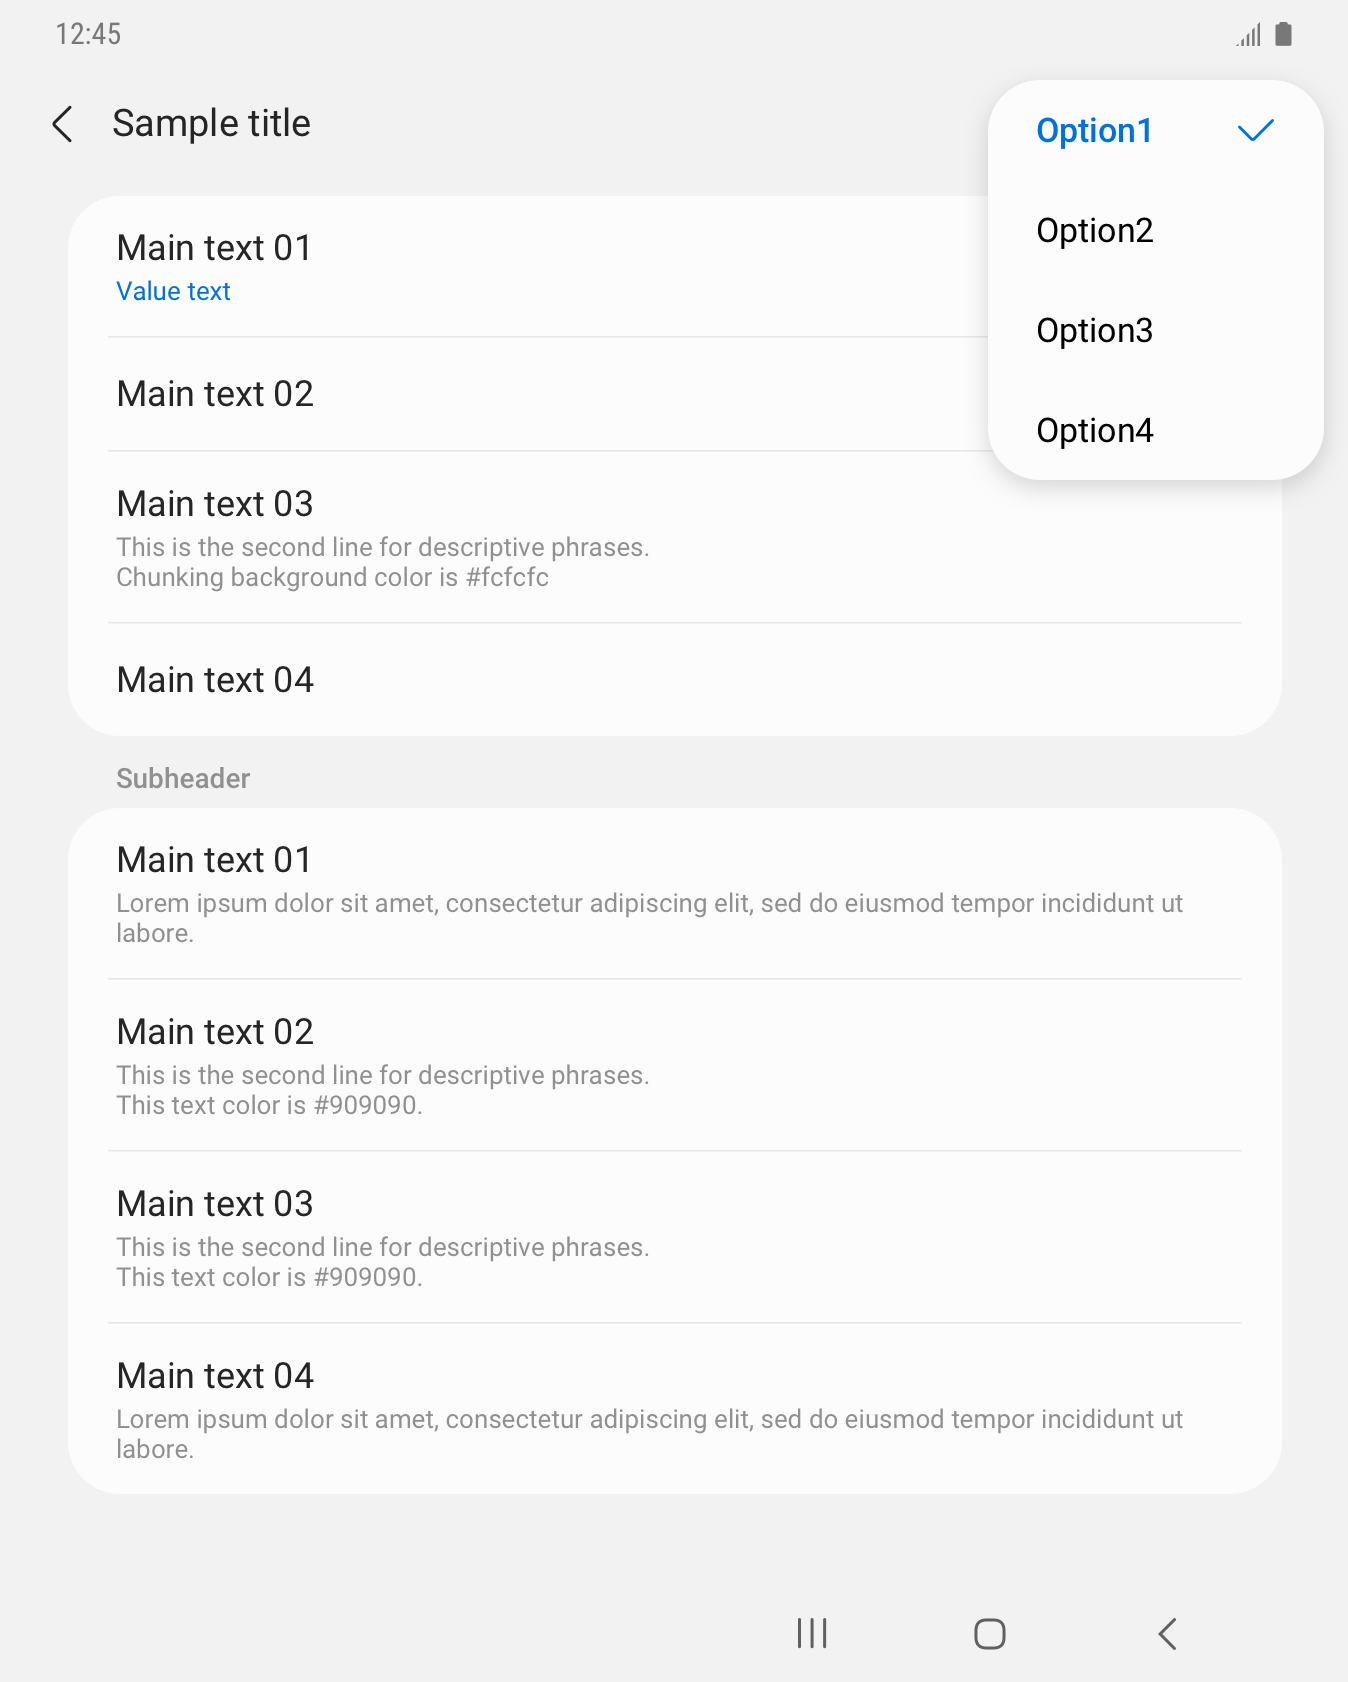 12:45
Sample title
Option1
Option2
Option3
Option4
Main text 01
Value text
Main text 02
Main text 03
This is the second line for descriptive phrases.
Chunking background color is #fcfcfc
Main text 04
Subheader
Main text 01
Lorem ipsum dolor sit amet, consectetur adipiscing elit, sed do eiusmod tempor incididunt ut
labore.
Main text 02
This is the second line for descriptive phrases.
This text color is #909090.
Main text 03
This is the second line for descriptive phrases.
This text color is #909090.
Main text 04
Lorem ipsum dolor sit amet, consectetur adipiscing elit, sed do eiusmod tempor incididunt ut
labore.